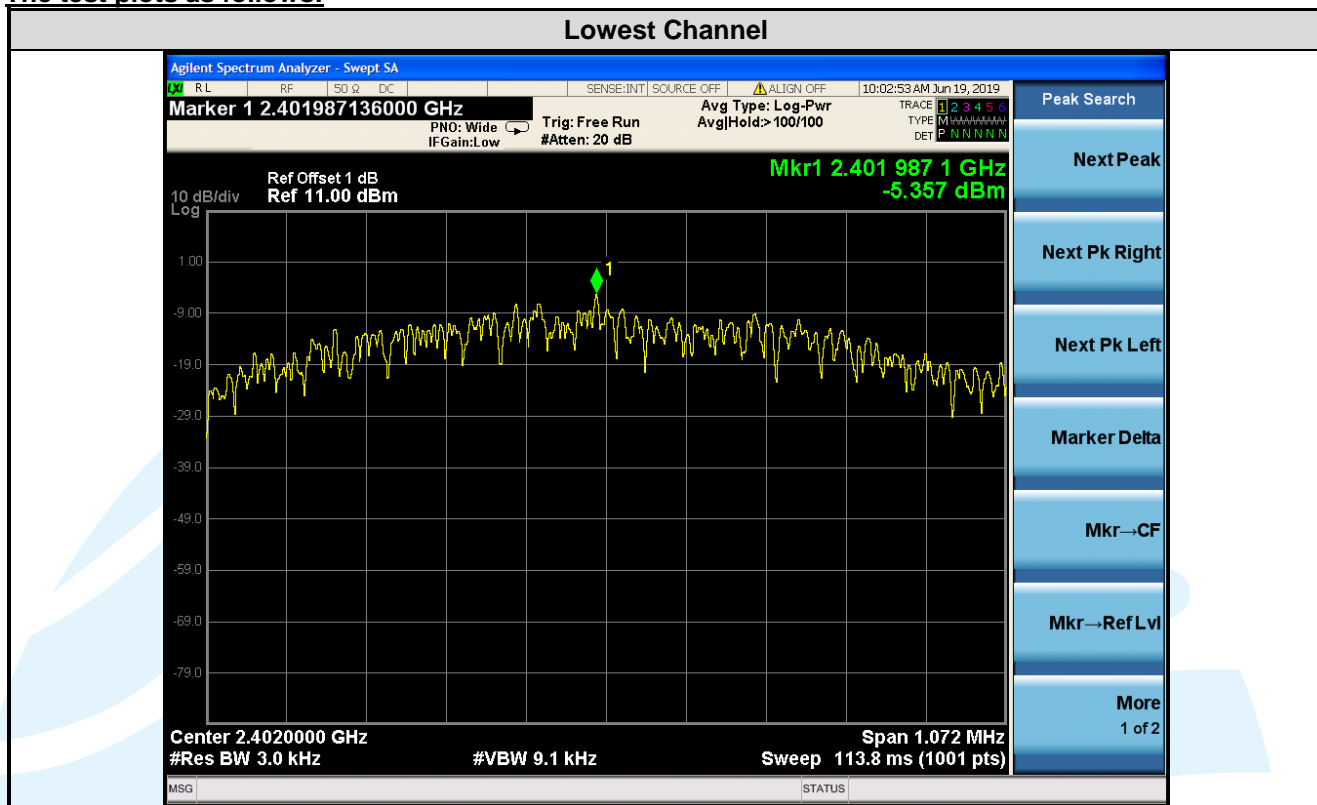 The test plots as follows:
Lowest Channel
Agilent Spectrum Analyzer - Swept SA
LXI RL RF 50 Ω DC SENSE:INT SOURCE OFF ALIGN OFF 10:02:53 AM Jun 19, 2019
Marker 1 2.401987136000 GHz
PNO: Wide
IFGain:Low
Trig: Free Run
#Atten: 20 dB
Avg Type: Log-Pwr
Avg|Hold:>100/100
TRACE 1 2 3 4 5 6
TYPE M WWWWW
DET P N N N N N
Mkr1 2.401 987 1 GHz
-5.357 dBm
Ref Offset 1 dB
10 dB/div Ref 11.00 dBm
Log
1.00
-9.00
-19.0
-29.0
-39.0
-49.0
-59.0
-69.0
-79.0
1
Center 2.4020000 GHz
Span 1.072 MHz
#Res BW 3.0 kHz
#VBW 9.1 kHz
Sweep 113.8 ms (1001 pts)
MSG
STATUS
Peak Search
Next Peak
Next Pk Right
Next Pk Left
Marker Delta
Mkr→CF
Mkr→Ref Lvl
More
1 of 2